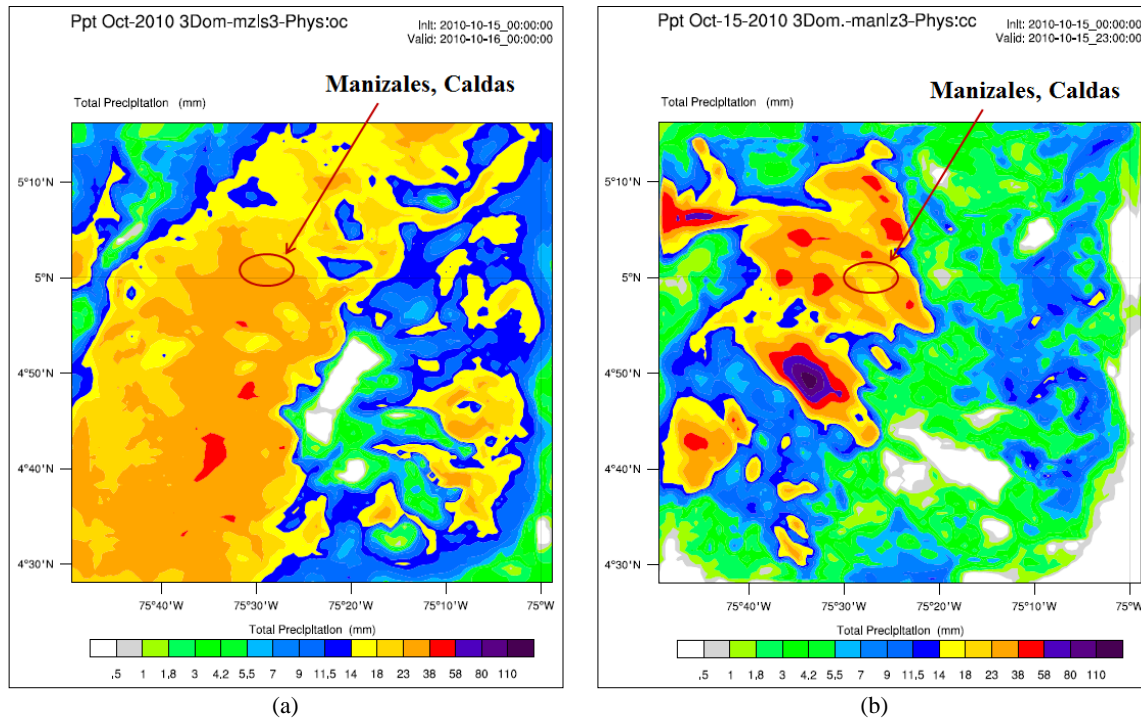 Ppt Oct-2010 3Dom-mzls3-Phys:oc
Init: 2010-10-15_00:00:00
Valid: 2010-10-16_00:00:00
Manizales, Caldas
Total Precipitation (mm)
5°10'N
5°N
4°50'N
4°40'N
4°30'N
75°40'W 75°30'W 75°20'W 75°10'W 75°W
Total Precipitation (mm)
.5 1 1.8 3 4.2 5.5 7 9 11.5 14 18 23 38 58 80 110
(a)
Ppt Oct-15-2010 3Dom.-manlz3-Phys:cc
Init: 2010-10-15_00:00:00
Valid: 2010-10-15_23:00:00
Manizales, Caldas
Total Precipitation (mm)
5°10'N
5°N
4°50'N
4°40'N
4°30'N
75°40'W 75°30'W 75°20'W 75°10'W 75°W
Total Precipitation (mm)
.5 1 1.8 3 4.2 5.5 7 9 11.5 14 18 23 38 58 80 110
(b)